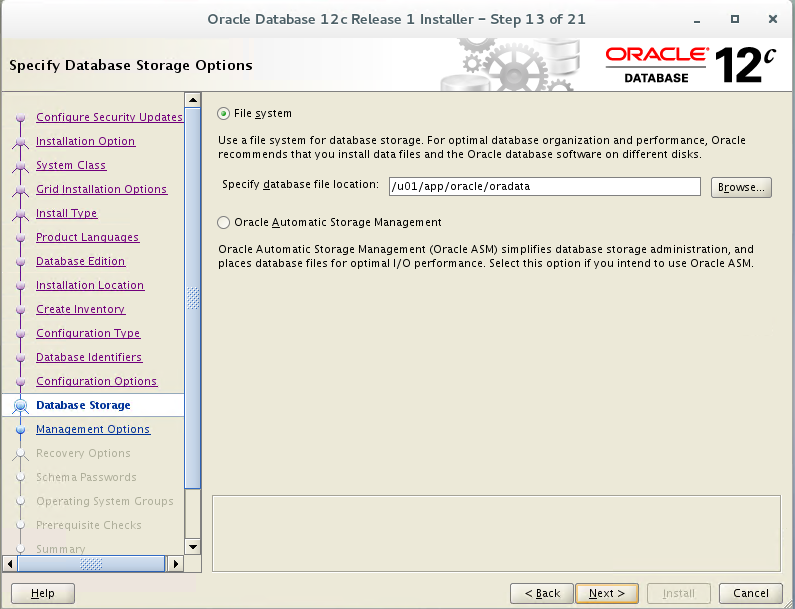 Oracle Database 12c Release 1 Installer – Step 13 of 21
Specify Database Storage Options
ORACLE®
DATABASE
12c
Configure Security Updates
Installation Option
System Class
Grid Installation Options
Install Type
Product Languages
Database Edition
Installation Location
Create Inventory
Configuration Type
Database Identifiers
Configuration Options
Database Storage
Management Options
Recovery Options
Schema Passwords
Operating System Groups
Prerequisite Checks
Summary
File system
Use a file system for database storage. For optimal database organization and performance, Oracle
recommends that you install data files and the Oracle database software on different disks.
Specify database file location: /u01/app/oracle/oradata Browse...
Oracle Automatic Storage Management
Oracle Automatic Storage Management (Oracle ASM) simplifies database storage administration, and
places database files for optimal I/O performance. Select this option if you intend to use Oracle ASM.
Help < Back Next > Install Cancel